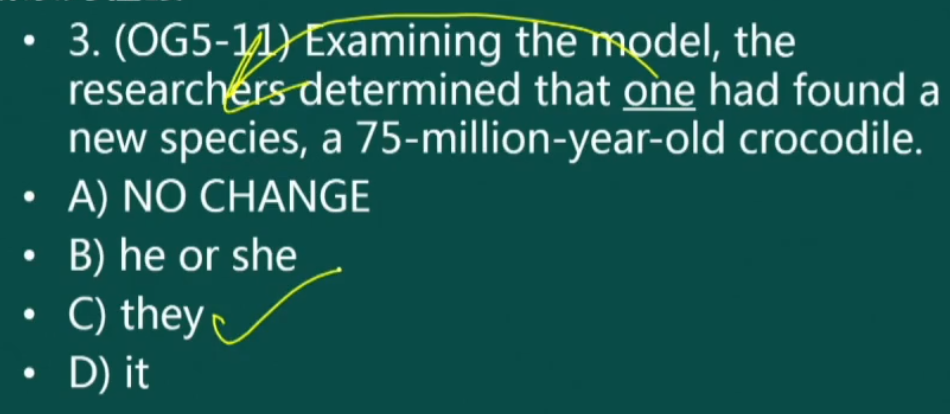 • 3. (OG5-11) Examining the model, the
researchers determined that one had found a
new species, a 75-million-year-old crocodile.
• A) NO CHANGE
• B) he or she
• C) they
• D) it